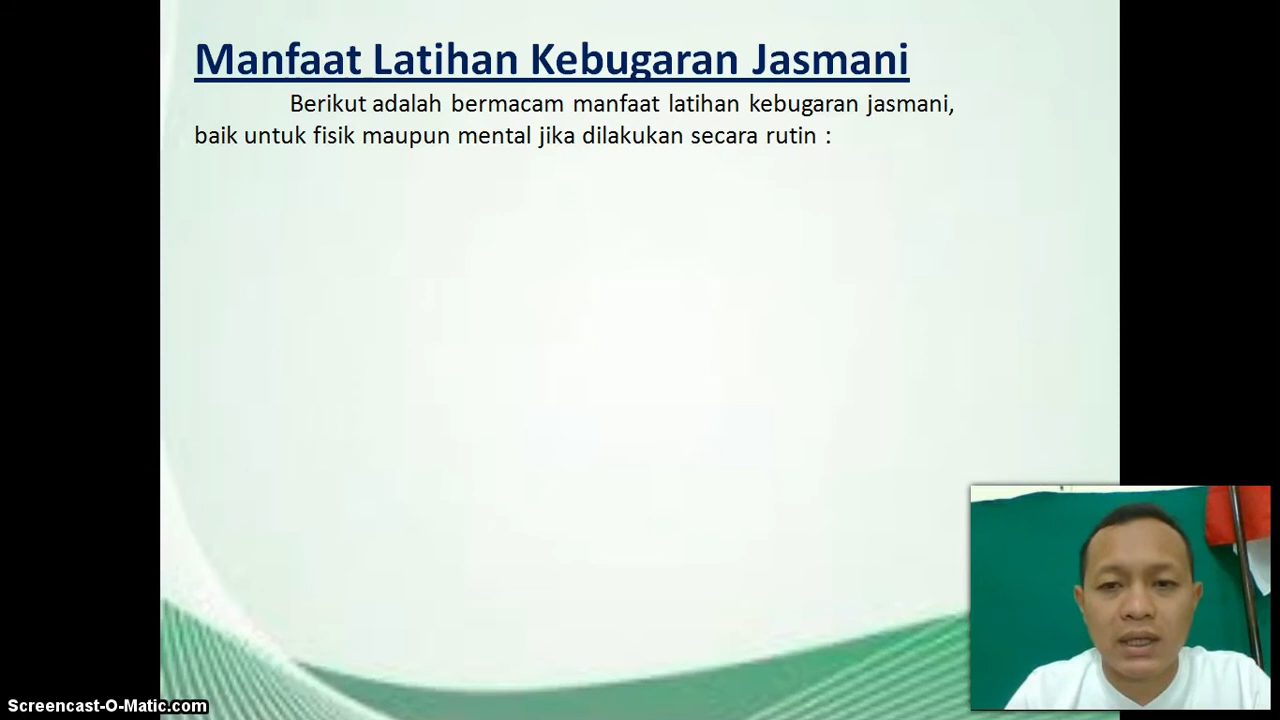 Manfaat Latihan Kebugaran Jasmani
Berikut adalah bermacam manfaat latihan kebugaran jasmani,
baik untuk fisik maupun mental jika dilakukan secara rutin :
Screencast-O-Matic.com